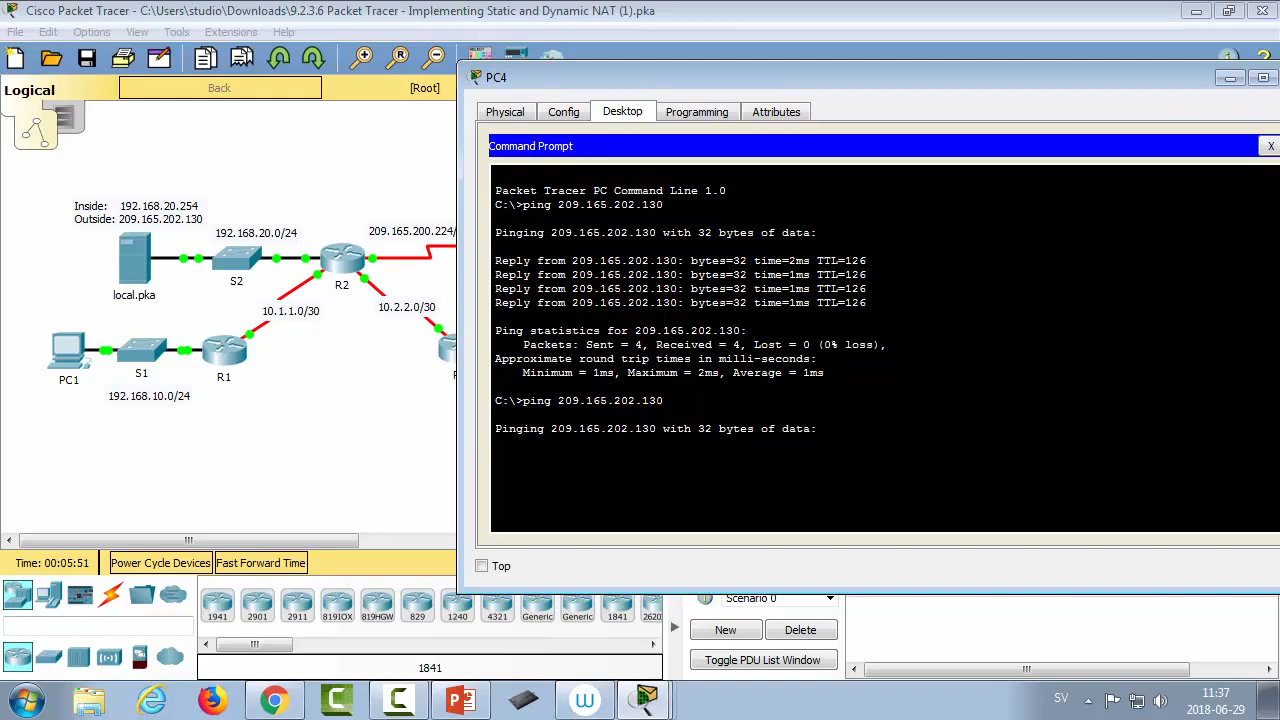 Cisco Packet Tracer - C:\Users\studio\Downloads\9.2.3.6 Packet Tracer - Implementing Static and Dynamic NAT (1).pka
File Edit Options View Tools Extensions Help
Logical
Back
[Root]
Inside: 192.168.20.254
Outside: 209.165.202.130
192.168.20.0/24
209.165.200.224/
S2
R2
local.pka
10.1.1.0/30
10.2.2.0/30
PC1
S1
R1
192.168.10.0/24
PC4
Physical Config Desktop Programming Attributes
Command Prompt
X
Packet Tracer PC Command Line 1.0
C:\>ping 209.165.202.130
Pinging 209.165.202.130 with 32 bytes of data:
Reply from 209.165.202.130: bytes=32 time=2ms TTL=126
Reply from 209.165.202.130: bytes=32 time=1ms TTL=126
Reply from 209.165.202.130: bytes=32 time=1ms TTL=126
Reply from 209.165.202.130: bytes=32 time=1ms TTL=126
Ping statistics for 209.165.202.130:
Packets: Sent = 4, Received = 4, Lost = 0 (0% loss),
Approximate round trip times in milli-seconds:
Minimum = 1ms, Maximum = 2ms, Average = 1ms
C:\>ping 209.165.202.130
Pinging 209.165.202.130 with 32 bytes of data:
Top
Time: 00:05:51 Power Cycle Devices Fast Forward Time
1941 2901 2911 819IOX 819HGW 829 1240 4321 Generic Generic 1841 2620
1841
Scenario 0
New Delete
Toggle PDU List Window
SV
11:37
2018-06-29